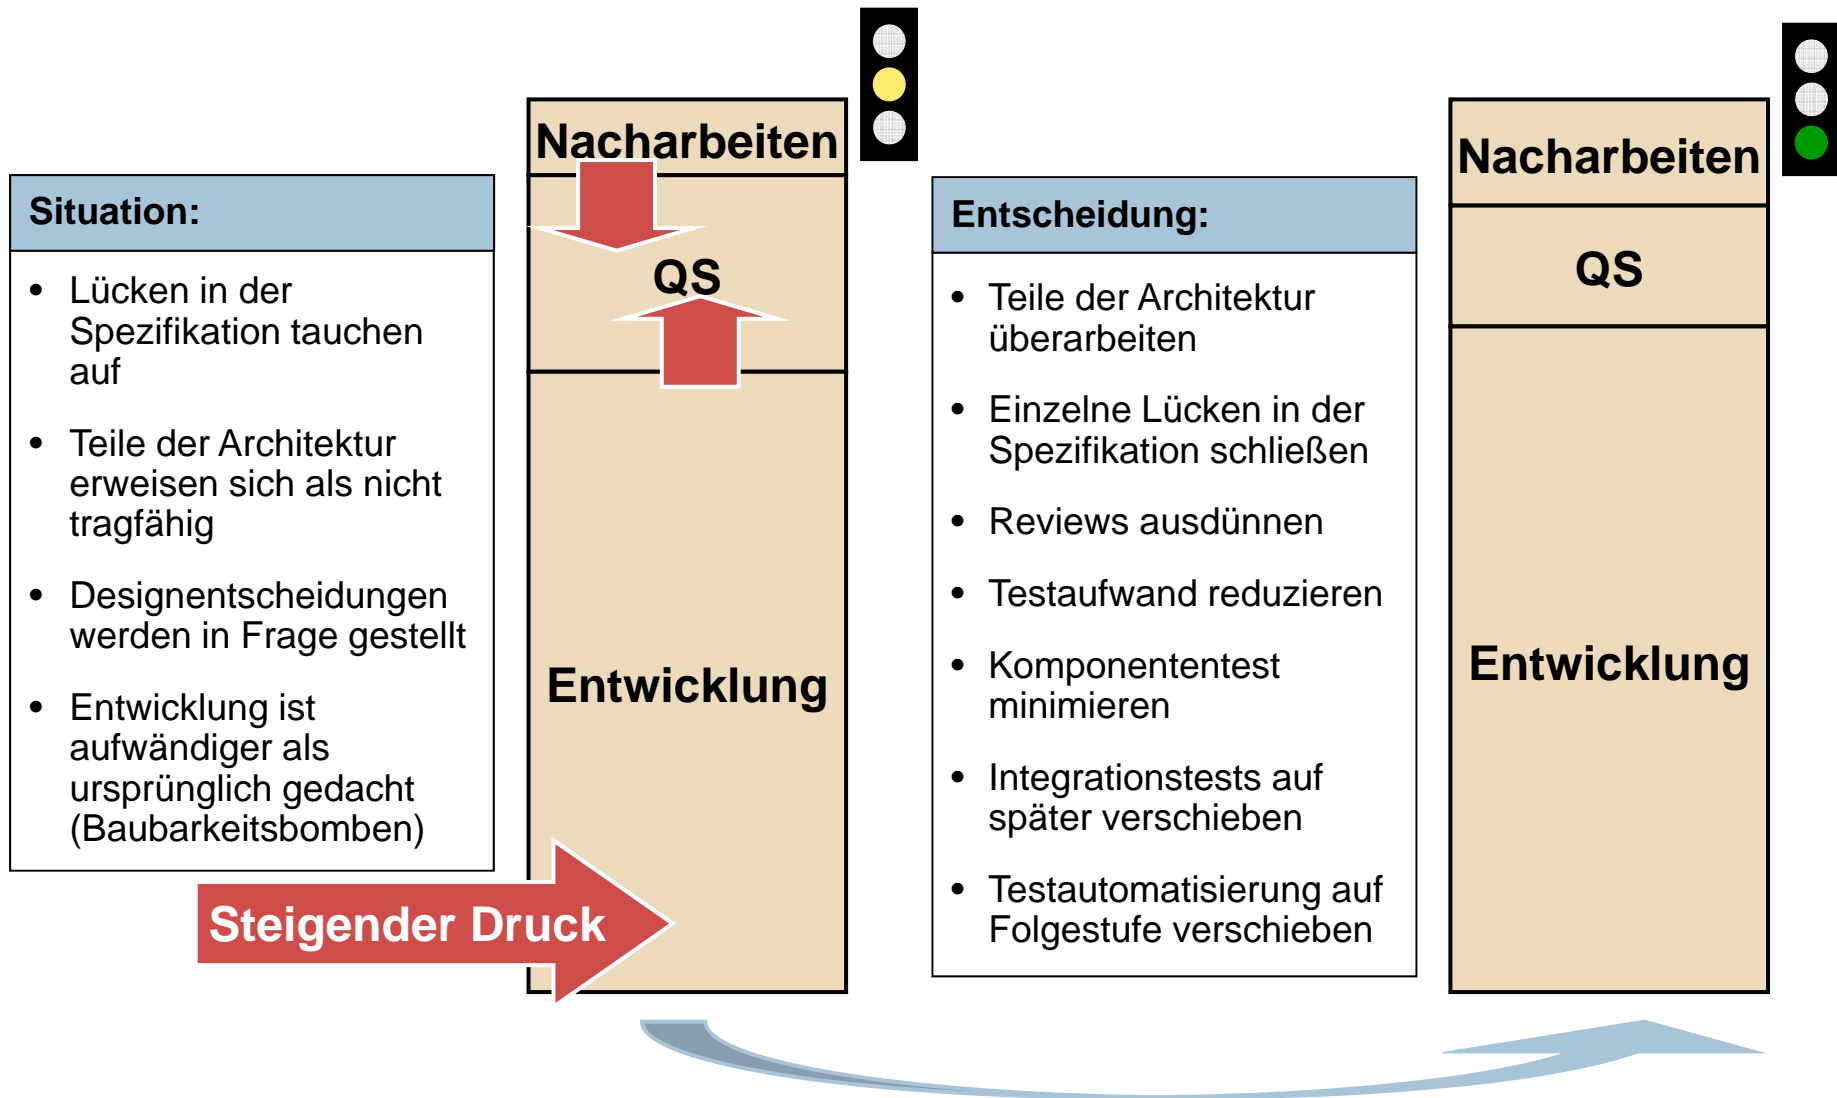 Situation:
• Lücken in der
Spezifikation tauchen
auf
• Teile der Architektur
erweisen sich als nicht
tragfähig
• Designentscheidungen
werden in Frage gestellt
• Entwicklung ist
aufwändiger als
ursprünglich gedacht
(Baubarkeitsbomben)
Steigender Druck
Nacharbeiten
QS
Entwicklung
Entscheidung:
• Teile der Architektur
überarbeiten
• Einzelne Lücken in der
Spezifikation schließen
• Reviews ausdünnen
• Testaufwand reduzieren
• Komponententest
minimieren
• Integrationstests auf
später verschieben
• Testautomatisierung auf
Folgestufe verschieben
Nacharbeiten
QS
Entwicklung